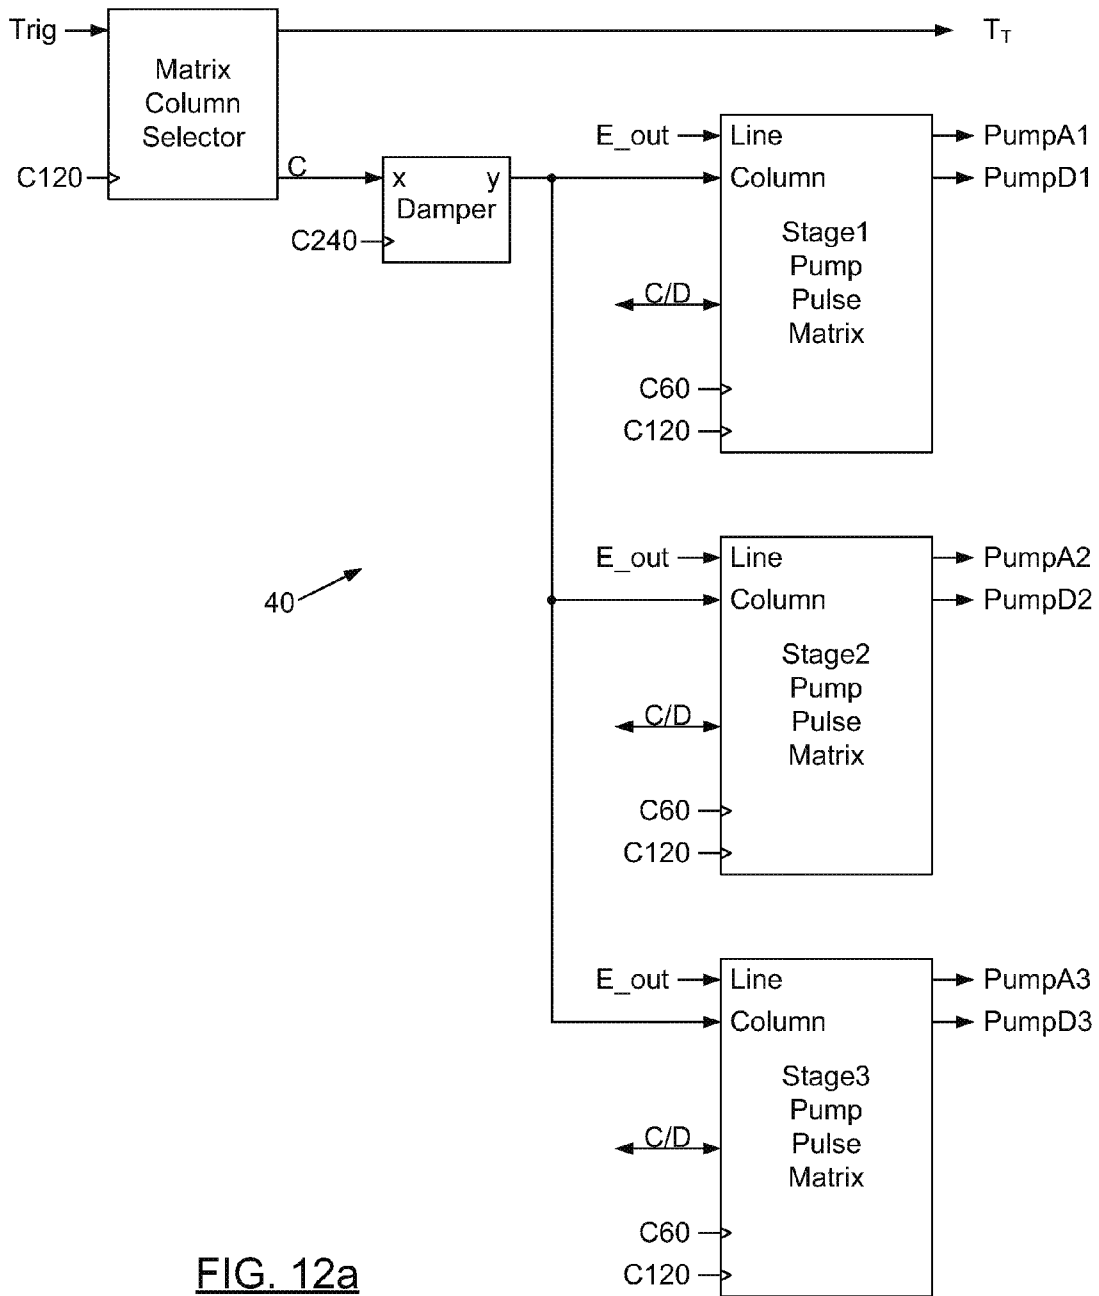 Trig
T_T
Matrix
Column
Selector
C120
C
x y
Damper
C240
E_out
Line
PumpA1
Column
PumpD1
Stage1
Pump
Pulse
Matrix
C/D
C60
C120
E_out
Line
PumpA2
Column
PumpD2
40
Stage2
Pump
Pulse
Matrix
C/D
C60
C120
E_out
Line
PumpA3
Column
PumpD3
Stage3
Pump
Pulse
Matrix
C/D
C60
C120
FIG. 12a